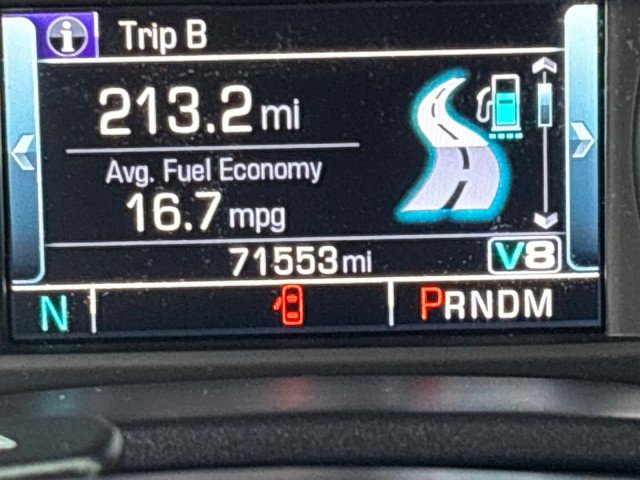 Trip B
213.2 mi
Avg. Fuel Economy
16.7 mpg
71553 mi V8
N PRNDM